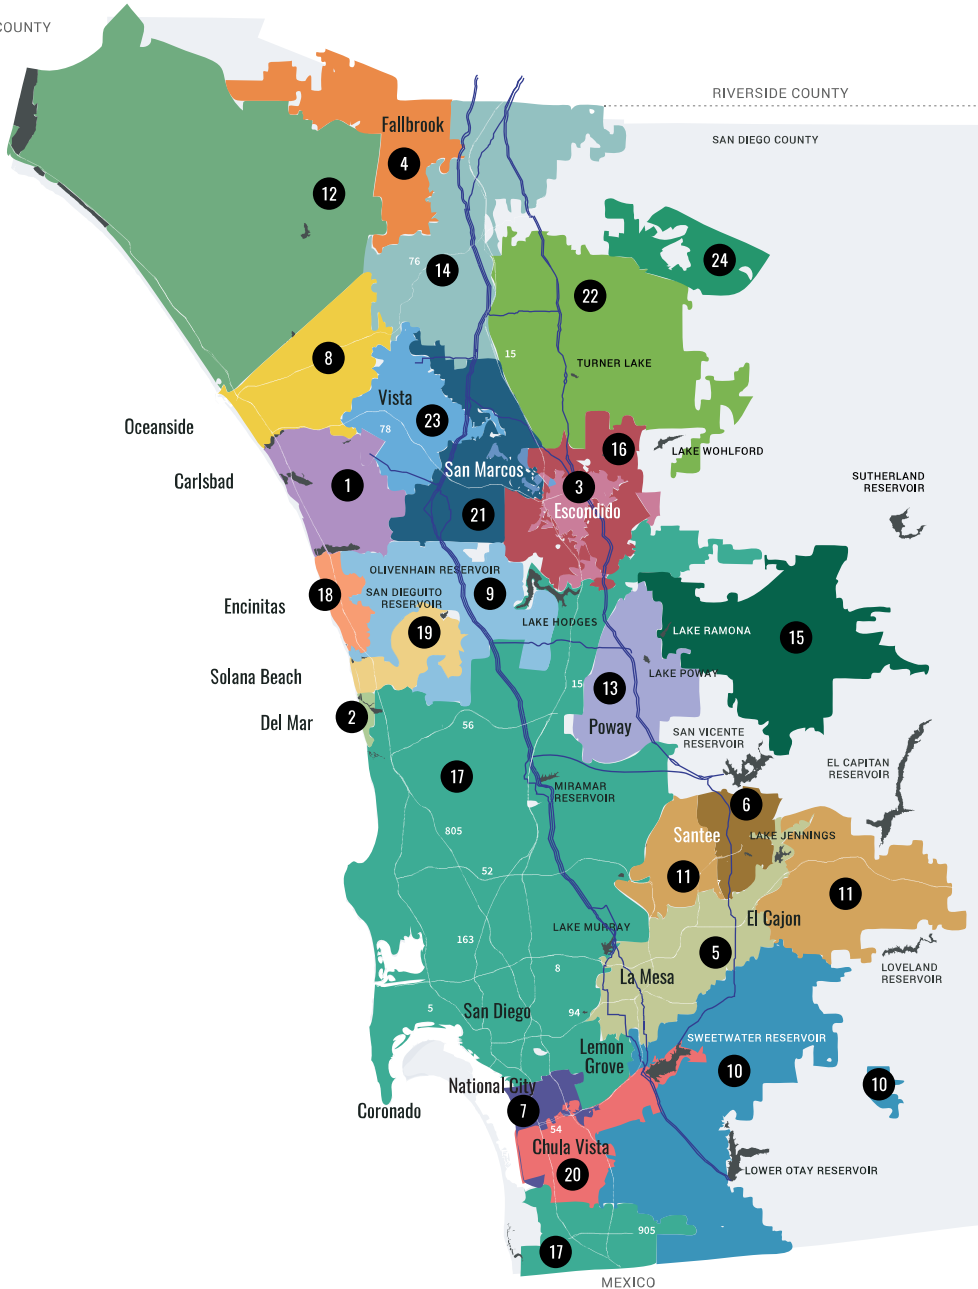 COUNTY
RIVERSIDE COUNTY
SAN DIEGO COUNTY
Fallbrook
4
12
24
76
14
22
15
8
TURNER LAKE
Vista
23
Oceanside
78
16
LAKE WOHLFORD
Carlsbad
San Marcos
1
3
SUTHERLAND
RESERVOIR
21
Escondido
OLIVENHAIN RESERVOIR
18
SAN DIEGUITO
RESERVOIR
9
Encinitas
LAKE HODGES
19
LAKE RAMONA
15
Solana Beach
LAKE POWAY
15
13
Del Mar
2
56
Poway
SAN VICENTE
RESERVOIR
EL CAPITAN
RESERVOIR
17
MIRAMAR
RESERVOIR
6
805
Santee
LAKE JENNINGS
52
11
11
LAKE MURRAY
El Cajon
163
5
8
La Mesa
LOVELAND
RESERVOIR
5
San Diego
94
Lemon
Grove
SWEETWATER RESERVOIR
10
10
National City
7
Coronado
54
Chula Vista
20
LOWER OTAY RESERVOIR
905
17
MEXICO